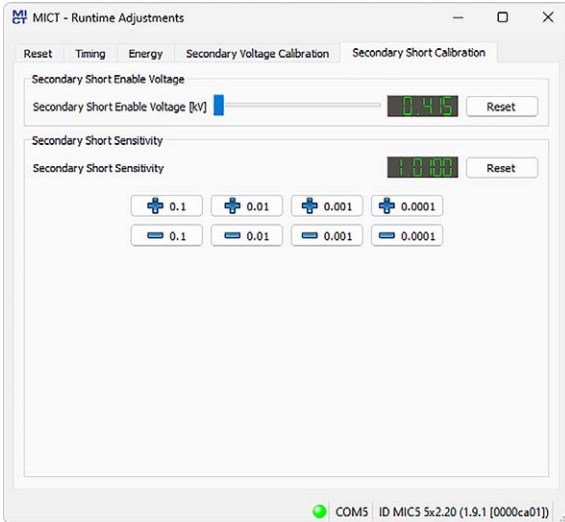 MICT MICT - Runtime Adjustments
Reset Timing Energy Secondary Voltage Calibration Secondary Short Calibration
Secondary Short Enable Voltage
Secondary Short Enable Voltage [kV] 0.415 Reset
Secondary Short Sensitivity
Secondary Short Sensitivity 1.0100 Reset
0.1 0.01 0.001 0.0001
0.1 0.01 0.001 0.0001
COM5 ID MIC5 5x2.20 (1.9.1 [0000ca01])